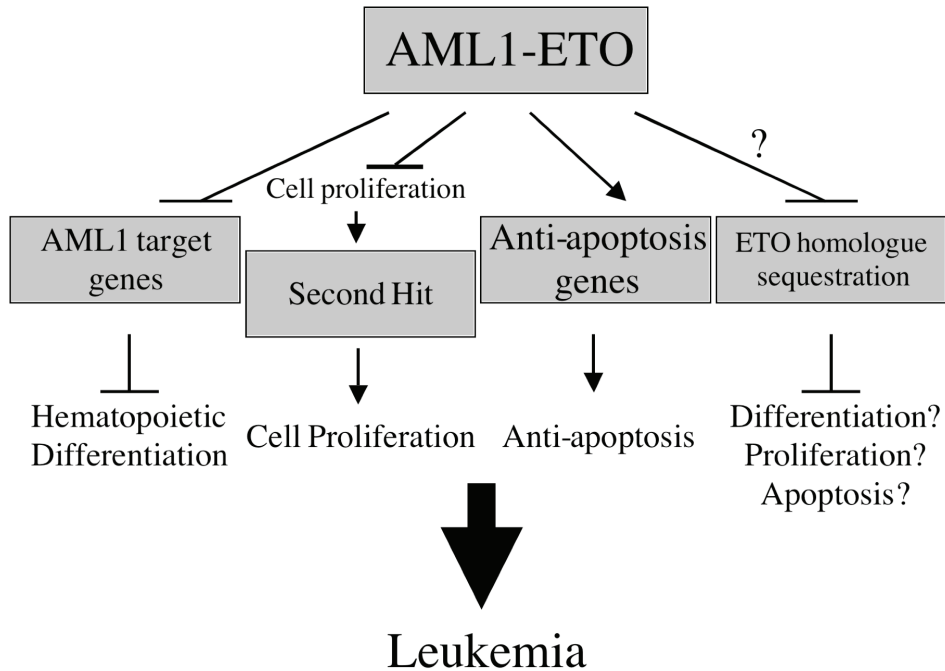 AML1-ETO
?
Cell proliferation
AML1 target
genes
Second Hit
Anti-apoptosis
genes
ETO homologue
sequestration
Hematopoietic
Differentiation
Cell Proliferation
Anti-apoptosis
Differentiation?
Proliferation?
Apoptosis?
Leukemia